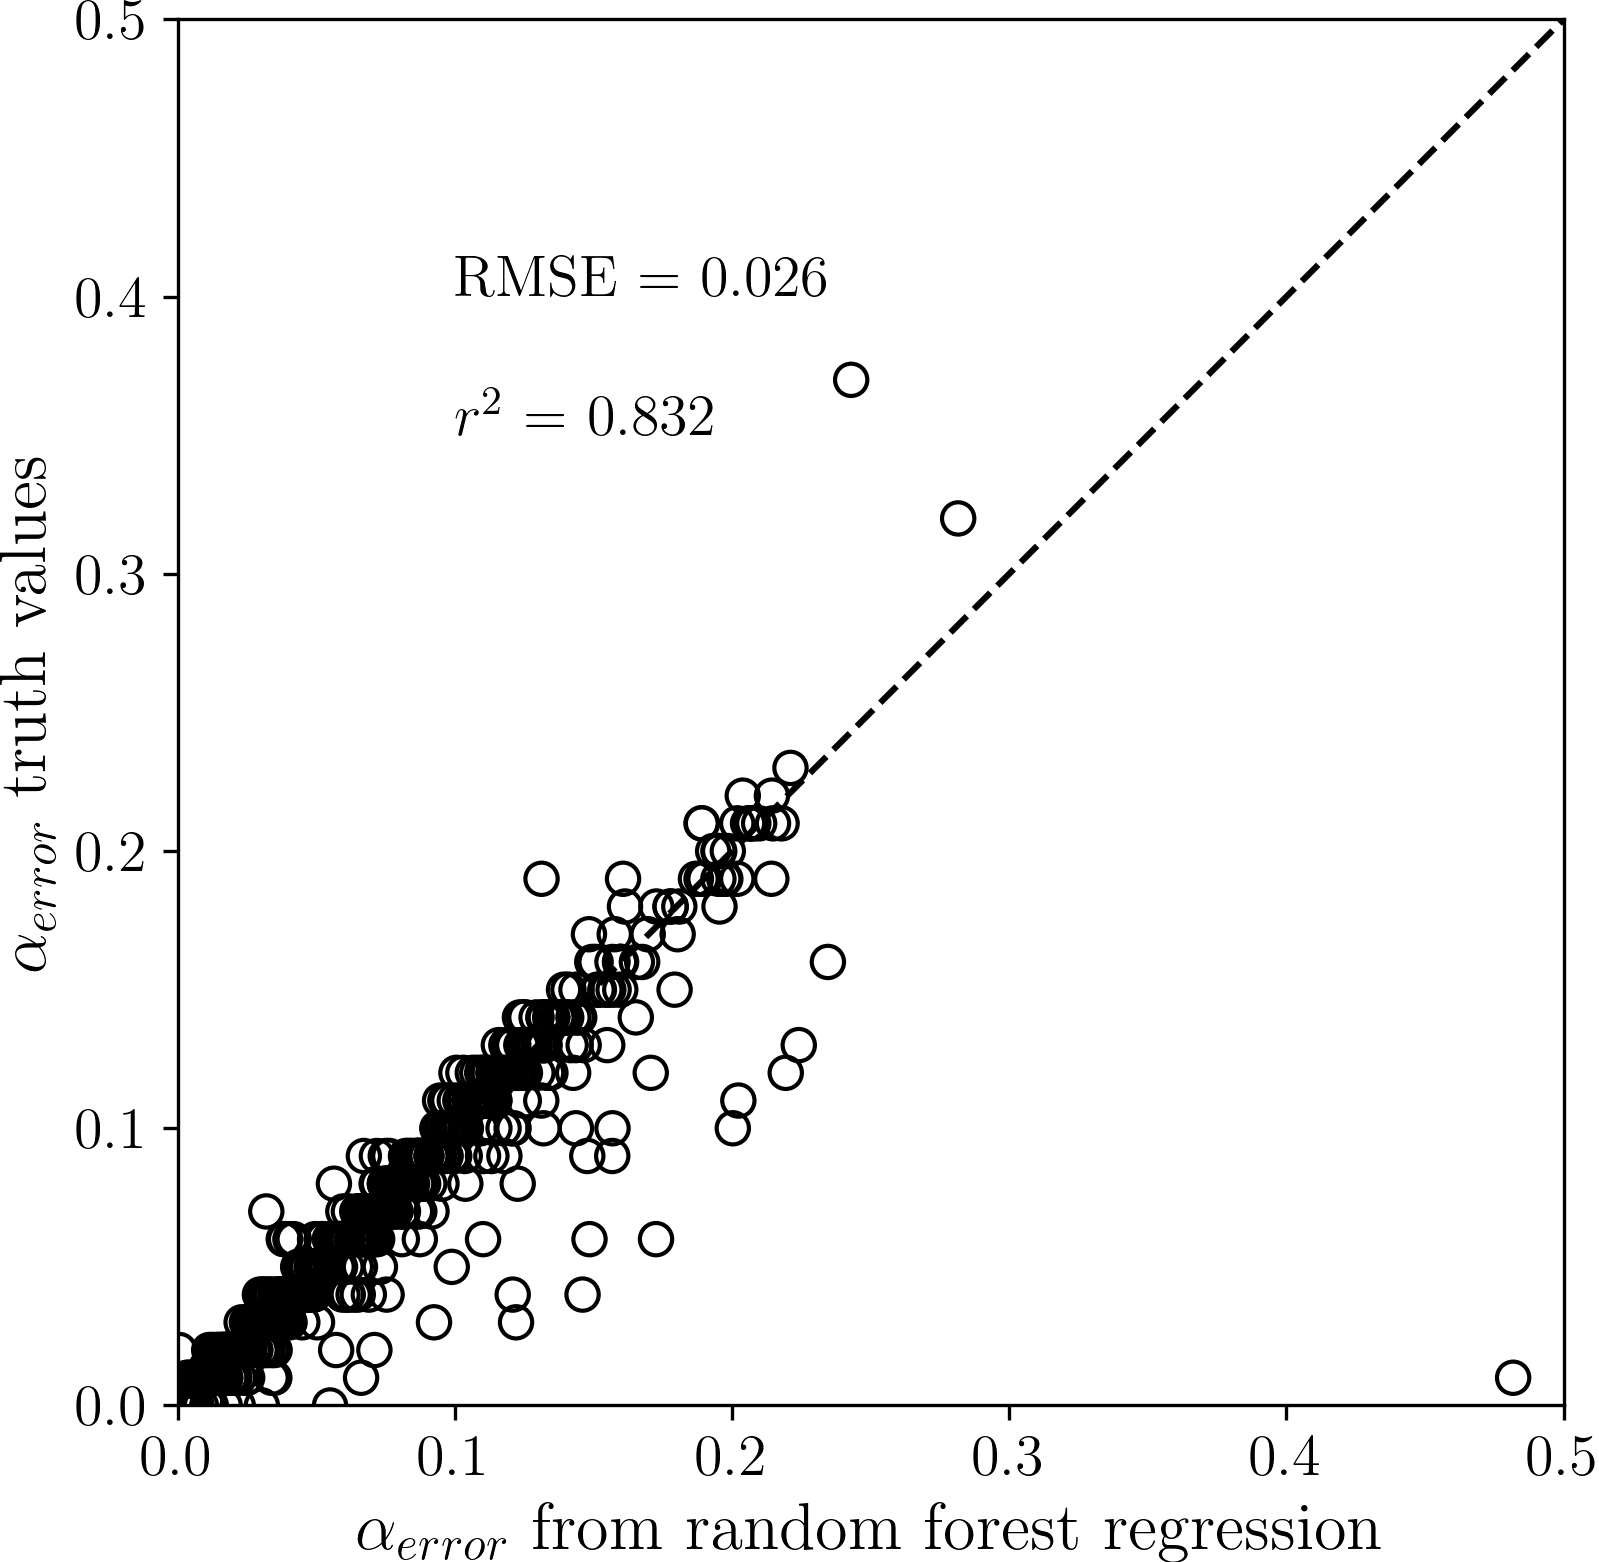 0.5
0.4
0.3
0.2
0.1
0.0
α_error truth values
RMSE = 0.026
r² = 0.832
0.0 0.1 0.2 0.3 0.4 0.5
α_error from random forest regression